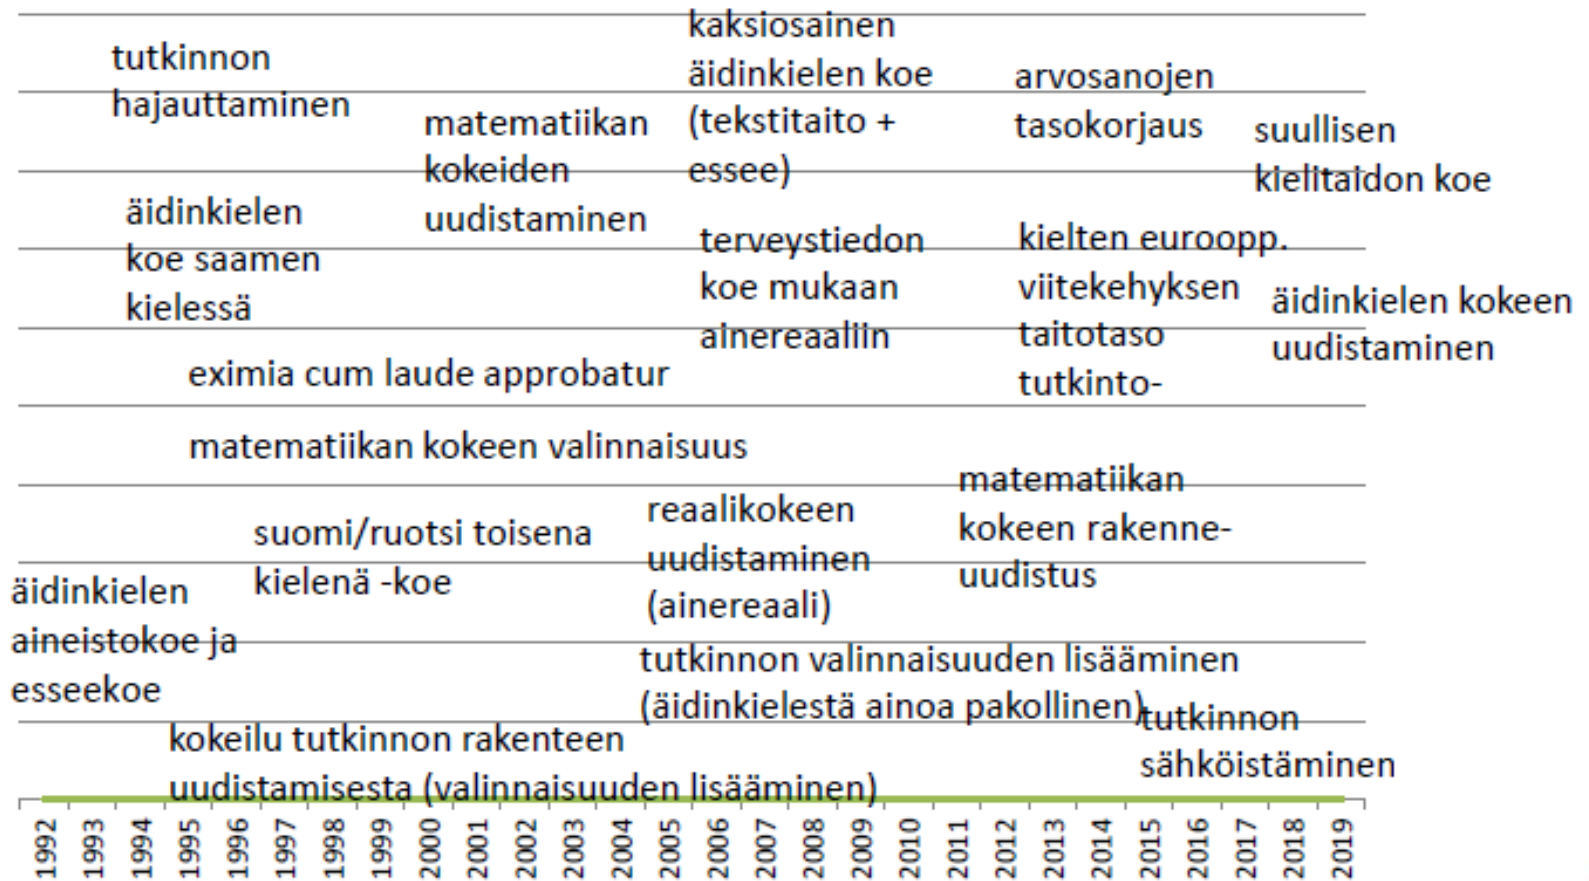 tutkinnon
hajauttaminen
äidinkielen
koe saamen
kielessä
eximia cum laude approbatur
matematiikan kokeen valinnaisuus
suomi/ruotsi toisena
kielenä -koe
äidinkielen
aineistokoe ja
esseekoe
kokeilu tutkinnon rakenteen
uudistamisesta (valinnaisuuden lisääminen)
matematiikan
kokeiden
uudistaminen
kaksiosainen
äidinkielen koe
(tekstitaito +
essee)
terveystiedon
koe mukaan
ainereaaliin
reaalikokeen
uudistaminen
(ainereaali)
tutkinnon valinnaisuuden lisääminen
(äidinkielestä ainoa pakollinen)
arvosanojen
tasokorjaus
kielten euroopp.
viitekehyksen
taitotaso
tutkinto-
matematiikan
kokeen rakenne-
uudistus
suullisen
kielitaidon koe
äidinkielen kokeen
uudistaminen
tutkinnon
sähköistäminen
1992
1993
1994
1995
1996
1997
1998
1999
2000
2001
2002
2003
2004
2005
2006
2007
2008
2009
2010
2011
2012
2013
2014
2015
2016
2017
2018
2019